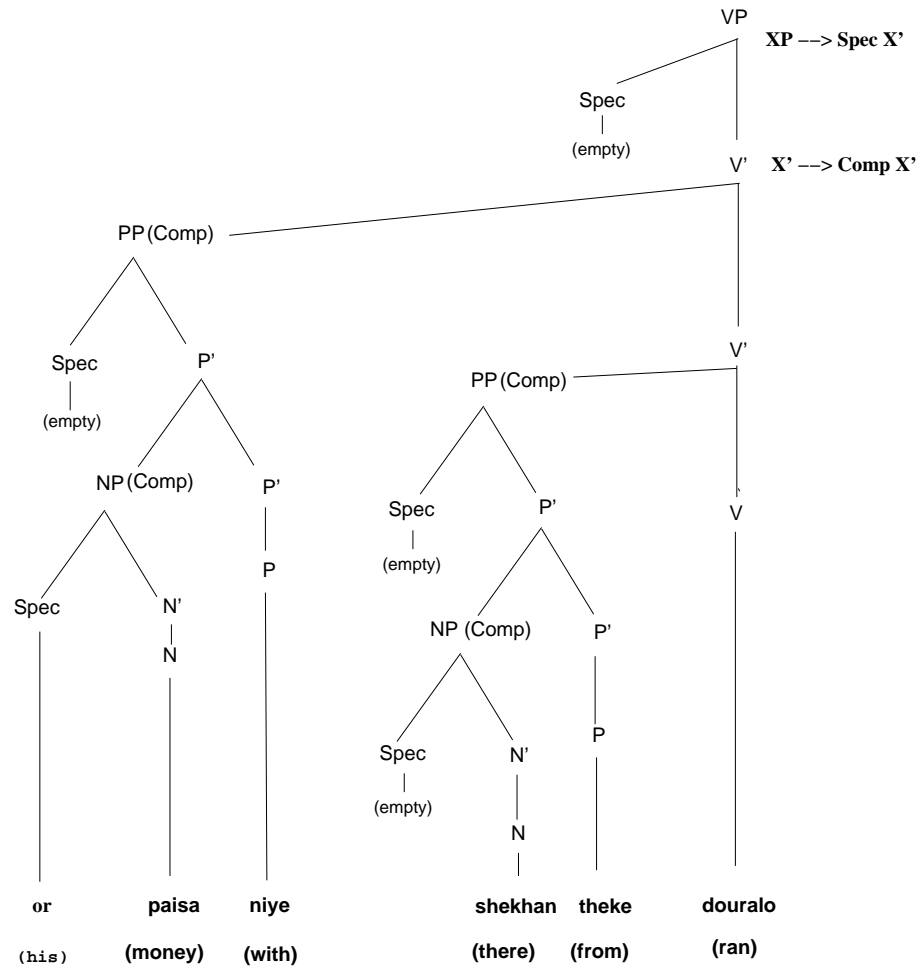 VP
XP −−> Spec X’
Spec
(empty)
V’ X’ −−> Comp X’
PP (Comp)
V’
Spec P’
PP (Comp)
(empty)
NP (Comp) P’
Spec P’ V
(empty)
P
Spec N’
NP (Comp) P’
N
Spec N’ P
(empty)
N
or paisa niye shekhan theke douralo
(his) (money) (with) (there) (from) (ran)